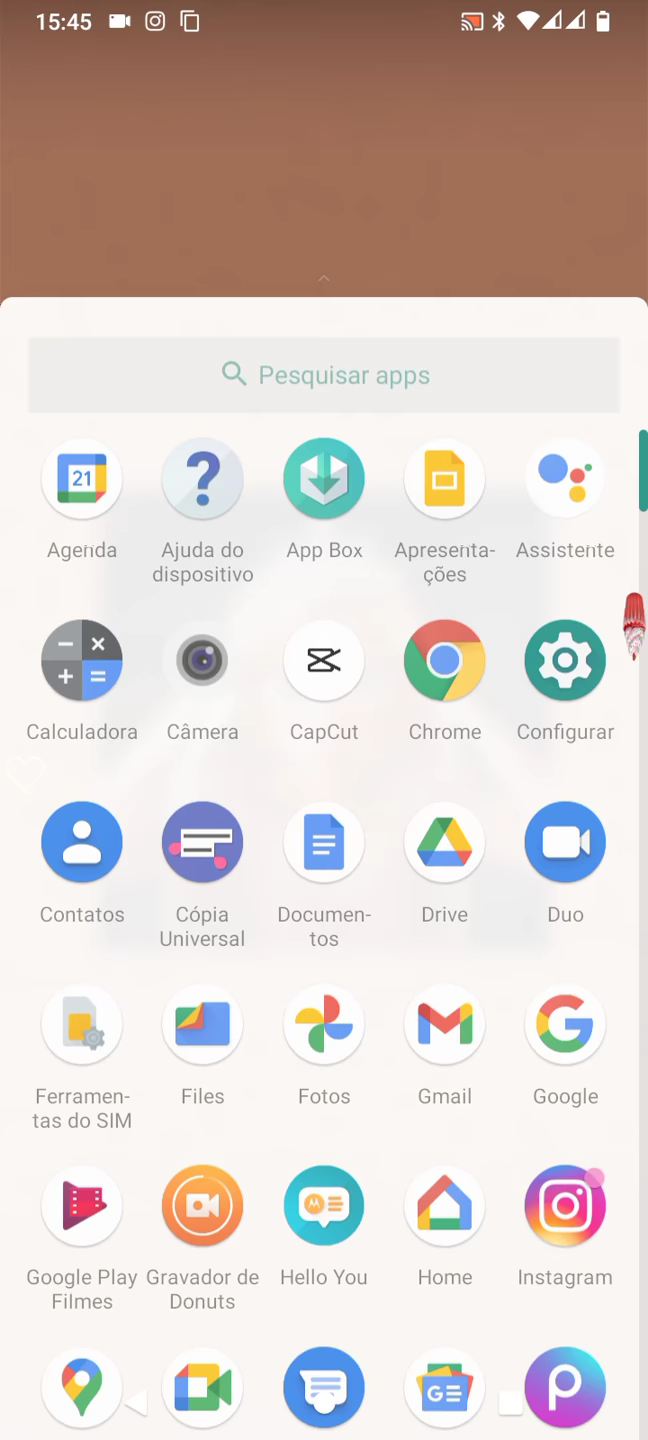 15:45
Pesquisar apps
21
Agenda
Ajuda do
dispositivo
App Box
Apresenta-
ções
Assistente
Calculadora
Câmera
CapCut
Chrome
Configurar
Contatos
Cópia
Universal
Documen-
tos
Drive
Duo
Ferramen-
tas do SIM
Files
Fotos
Gmail
Google
Google Play
Filmes
Gravador de
Donuts
Hello You
Home
Instagram
GE